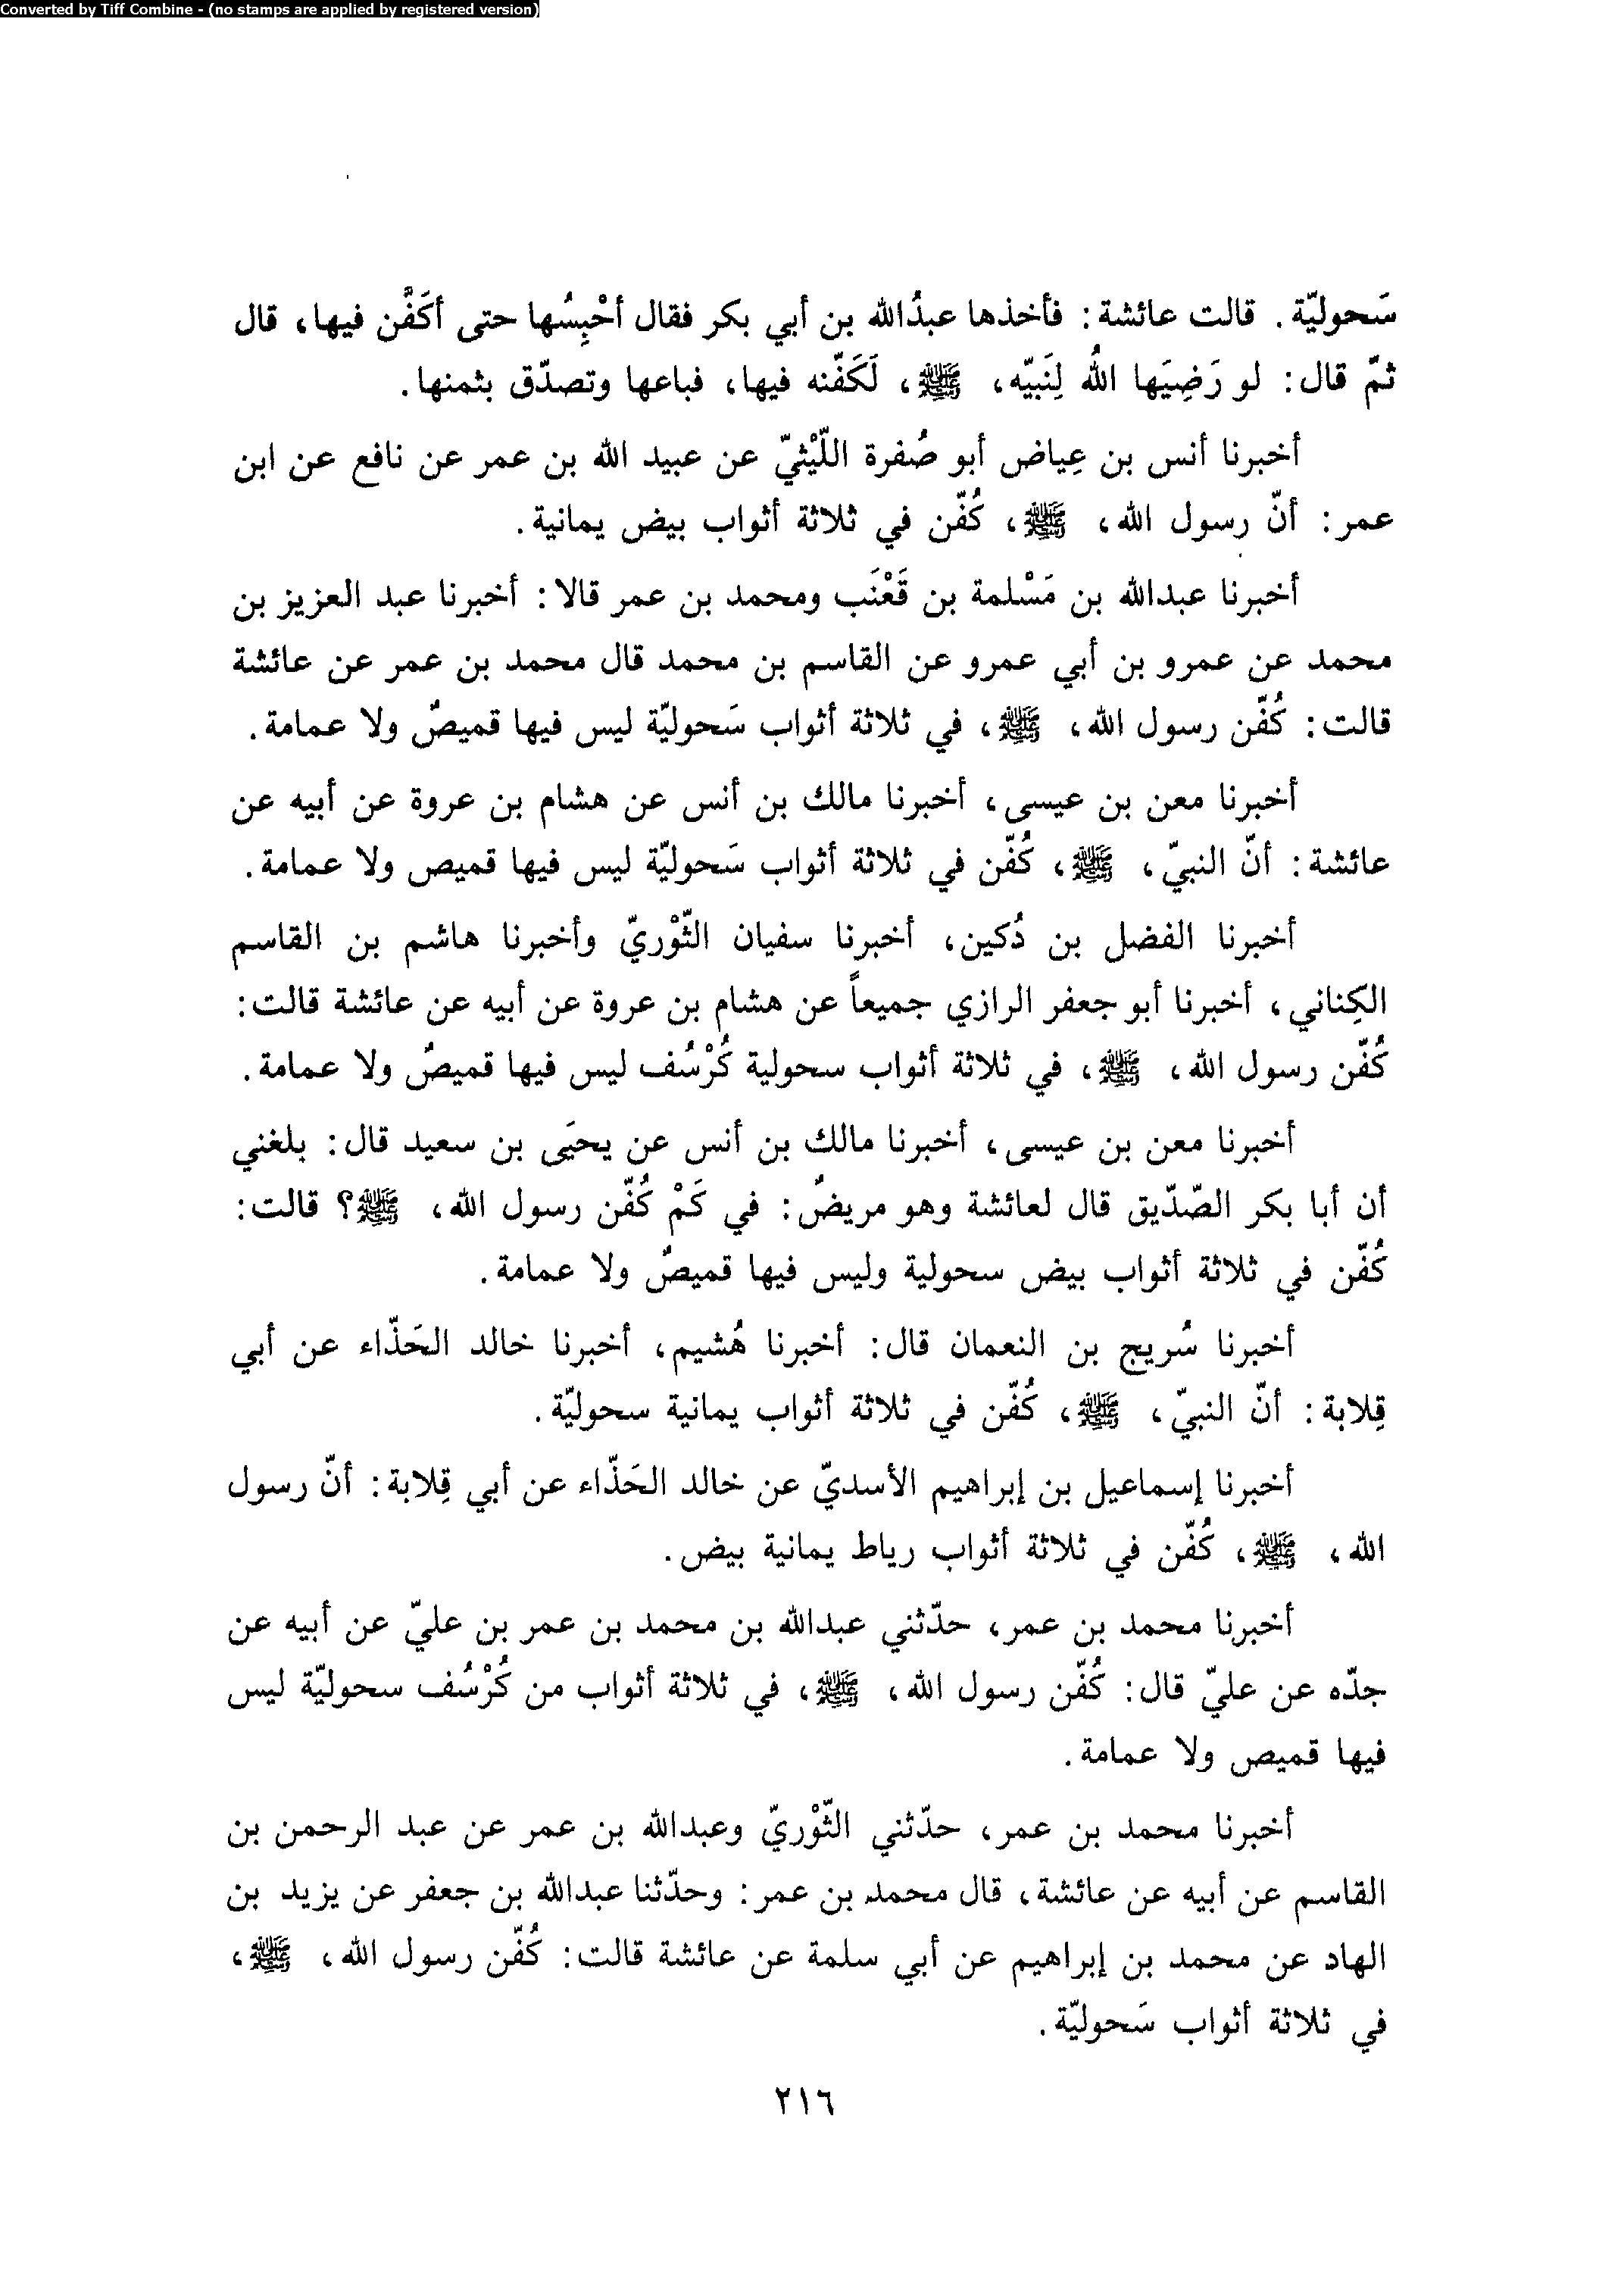 Converted by Tiff Combine - (no stamps are applied by registered version)
سَحوليّة. قالت عائشة: فأخذها عبدُالله بن أبي بكر فقال أحْبِسُها حتى أكَفَّن فيها، قال
ثمّ قال: لو رَضِيَها اللهُ لِنَبيّه، ﷺ، لَكَفّنه فيها، فباعها وتصدّق بثمنها.
أخبرنا أنس بن عِياض أبو صُفرة اللّيْثيّ عن عبيد الله بن عمر عن نافع عن ابن
عمر: أنّ رسول الله، ﷺ، كُفّن في ثلاثة أثواب بيض يمانية.
أخبرنا عبدالله بن مَسْلمة بن قَعْنَب ومحمد بن عمر قالا: أخبرنا عبد العزيز بن
محمد عن عمرو بن أبي عمرو عن القاسم بن محمد قال محمد بن عمر عن عائشة
قالت: كُفّن رسول الله، ﷺ، في ثلاثة أثواب سَحوليّة ليس فيها قميصٌ ولا عمامة.
أخبرنا معن بن عيسى، أخبرنا مالك بن أنس عن هشام بن عروة عن أبيه عن
عائشة: أنّ النبيّ، ﷺ، كُفّن في ثلاثة أثواب سَحوليّة ليس فيها قميص ولا عمامة.
أخبرنا الفضل بن دُكين، أخبرنا سفيان الثّوْريّ وأخبرنا هاشم بن القاسم
الكِناني، أخبرنا أبو جعفر الرازي جميعاً عن هشام بن عروة عن أبيه عن عائشة قالت:
كُفّن رسول الله، ﷺ، في ثلاثة أثواب سحولية كُرْسُف ليس فيها قميصٌ ولا عمامة.
أخبرنا معن بن عيسى، أخبرنا مالك بن أنس عن يحيَى بن سعيد قال: بلغني
أن أبا بكر الصّدّيق قال لعائشة وهو مريضٌ: في كَمْ كُفّن رسول الله، ﷺ؟ قالت:
كُفّن في ثلاثة أثواب بيض سحولية وليس فيها قميصٌ ولا عمامة.
أخبرنا سُريج بن النعمان قال: أخبرنا هُشيم، أخبرنا خالد الحَذّاء عن أبي
قِلابة: أنّ النبيّ، ﷺ، كُفّن في ثلاثة أثواب يمانية سحوليّة.
أخبرنا إسماعيل بن إبراهيم الأسديّ عن خالد الحَذّاء عن أبي قِلابة: أنّ رسول
الله، ﷺ، كُفّن في ثلاثة أثواب رياط يمانية بيض.
أخبرنا محمد بن عمر، حدّثني عبدالله بن محمد بن عمر بن عليّ عن أبيه عن
جدّه عن عليّ قال: كُفّن رسول الله، ﷺ، في ثلاثة أثواب من كُرْسُف سحوليّة ليس
فيها قميص ولا عمامة.
أخبرنا محمد بن عمر، حدّثني الثّوْريّ وعبدالله بن عمر عن عبد الرحمن بن
القاسم عن أبيه عن عائشة، قال محمد بن عمر: وحدّثنا عبدالله بن جعفر عن يزيد بن
الهاد عن محمد بن إبراهيم عن أبي سلمة عن عائشة قالت: كُفّن رسول الله، ﷺ،
في ثلاثة أثواب سَحوليّة.
٢١٦